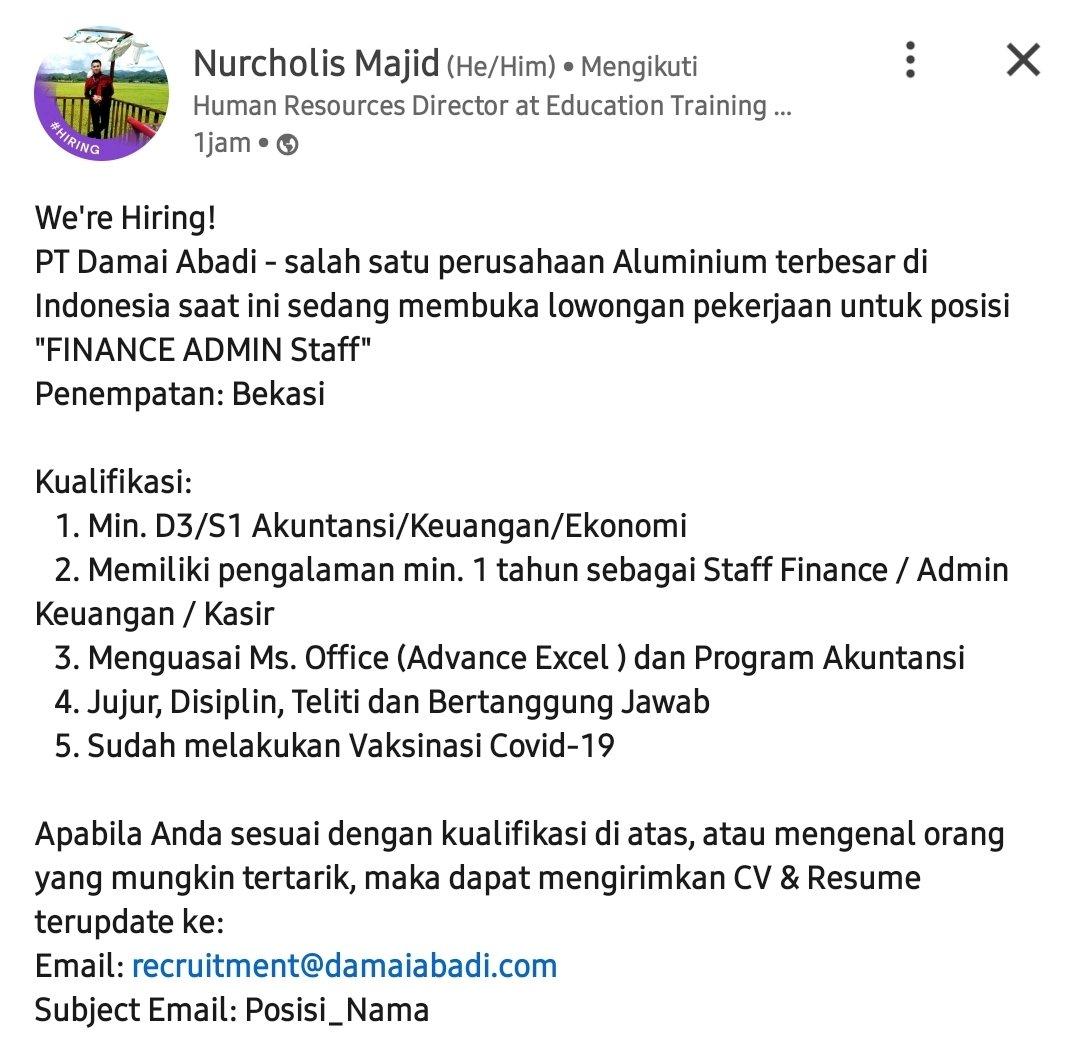 Nurcholis Majid (He/Him) • Mengikuti
Human Resources Director at Education Training ...
1jam •
#HIRING
We're Hiring!
PT Damai Abadi - salah satu perusahaan Aluminium terbesar di
Indonesia saat ini sedang membuka lowongan pekerjaan untuk posisi
"FINANCE ADMIN Staff"
Penempatan: Bekasi
Kualifikasi:
1. Min. D3/S1 Akuntansi/Keuangan/Ekonomi
2. Memiliki pengalaman min. 1 tahun sebagai Staff Finance / Admin
Keuangan / Kasir
3. Menguasai Ms. Office (Advance Excel ) dan Program Akuntansi
4. Jujur, Disiplin, Teliti dan Bertanggung Jawab
5. Sudah melakukan Vaksinasi Covid-19
Apabila Anda sesuai dengan kualifikasi di atas, atau mengenal orang
yang mungkin tertarik, maka dapat mengirimkan CV & Resume
terupdate ke:
Email: recruitment@damaiabadi.com
Subject Email: Posisi_Nama